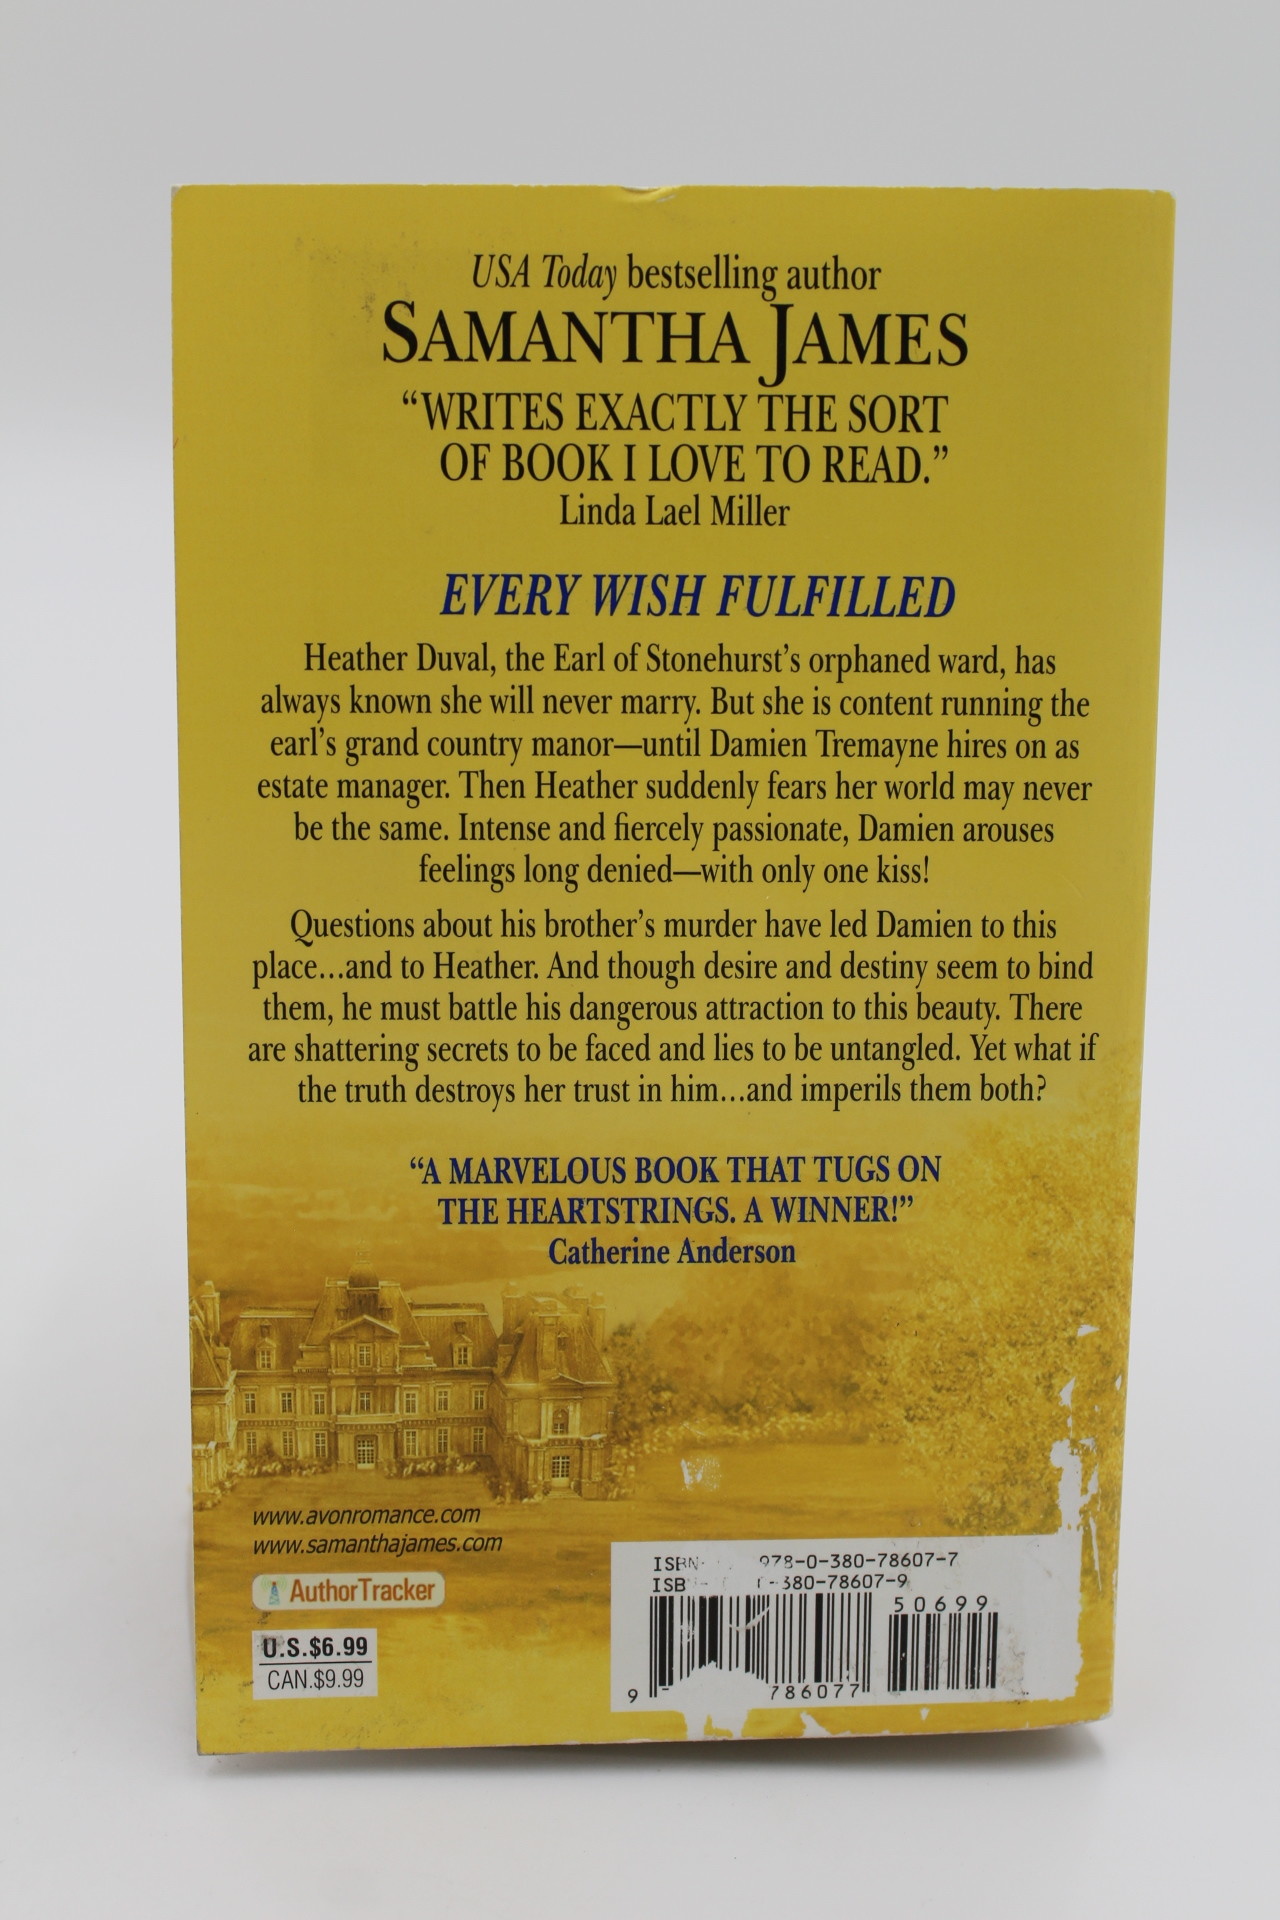 USA Today bestselling author
SAMANTHA JAMES
“WRITES EXACTLY THE SORT
OF BOOK I LOVE TO READ.”
Linda Lael Miller
EVERY WISH FULFILLED
Heather Duval, the Earl of Stonehurst’s orphaned ward, has
always known she will never marry. But she is content running the
earl’s grand country manor—until Damien Tremayne hires on as
estate manager. Then Heather suddenly fears her world may never
be the same. Intense and fiercely passionate, Damien arouses
feelings long denied—with only one kiss!
Questions about his brother’s murder have led Damien to this
place...and to Heather. And though desire and destiny seem to bind
them, he must battle his dangerous attraction to this beauty. There
are shattering secrets to be faced and lies to be untangled. Yet what if
the truth destroys her trust in him...and imperils them both?
“A MARVELOUS BOOK THAT TUGS ON
THE HEARTSTRINGS. A WINNER!”
Catherine Anderson
www.avonromance.com
www.samanthajames.com
AuthorTracker
U.S.$6.99
CAN.$9.99
ISBN 978-0-380-78607-7
ISB -380-78607-9
50699
9 786077